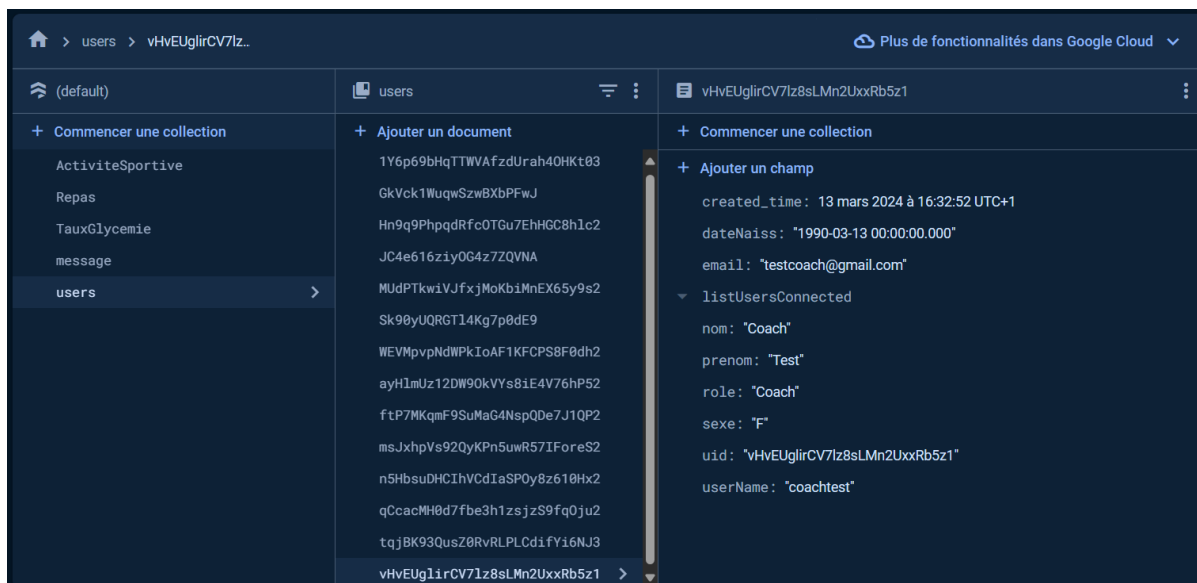 users > vHvEUglirCV7lz..
Plus de fonctionnalités dans Google Cloud
(default)
+ Commencer une collection
ActiviteSportive
Repas
TauxGlycemie
message
users
users
+ Ajouter un document
1Y6p69bHqTTWVAfzdUrah4OHKt03
GkVck1WuqwSzwBXbPFwJ
Hn9q9PhpqdRfcOTGu7EhHGC8hlc2
JC4e616ziyOG4z7ZQVNA
MUdPTkwiVJfxjMoKbiMnEX65y9s2
Sk90yUQRGTl4Kg7p0dE9
WEVMpvpNdWPkIoAF1KFCPS8F0dh2
ayHlmUz12DW9OkVYs8iE4V76hP52
ftP7MKqmF9SuMaG4NspQDe7J1QP2
msJxhpVs92QyKPn5uwR57IForeS2
n5HbsuDHCIhVCdIaSPOy8z610Hx2
qCcacMH0d7fbe3h1zsjzS9fqOju2
tqjBK93QusZ0RvRLPLCdifYi6NJ3
vHvEUglirCV7lz8sLMn2UxxRb5z1
vHvEUglirCV7lz8sLMn2UxxRb5z1
+ Commencer une collection
+ Ajouter un champ
created_time: 13 mars 2024 à 16:32:52 UTC+1
dateNaiss: "1990-03-13 00:00:00.000"
email: "testcoach@gmail.com"
listUsersConnected
nom: "Coach"
prenom: "Test"
role: "Coach"
sexe: "F"
uid: "vHvEUglirCV7lz8sLMn2UxxRb5z1"
userName: "coachtest"